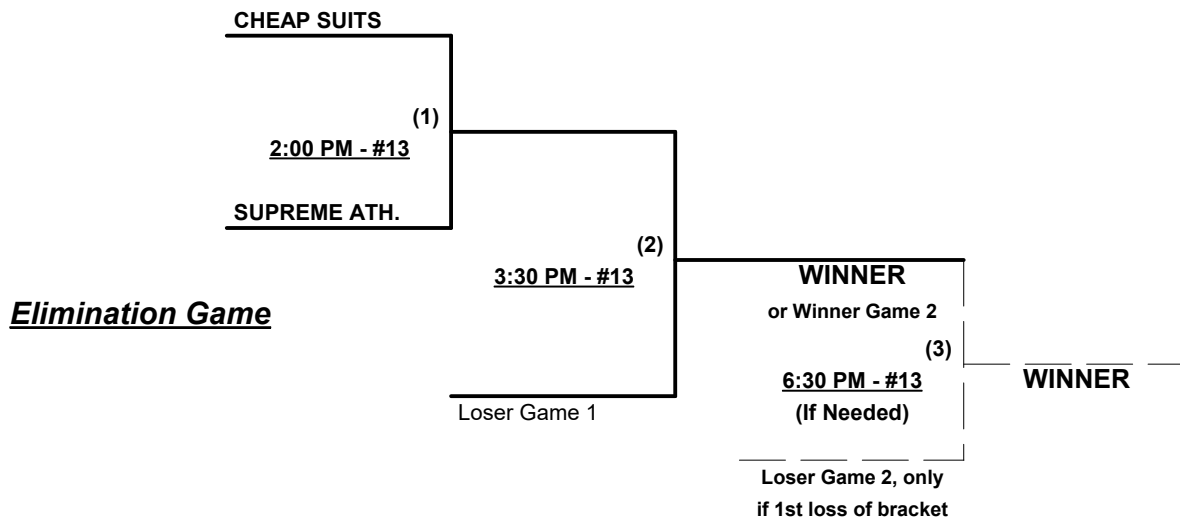 CHEAP SUITS
(1)
2:00 PM - #13
SUPREME ATH.
(2)
3:30 PM - #13
WINNER
or Winner Game 2
Elimination Game
(3)
6:30 PM - #13
WINNER
(If Needed)
Loser Game 1
Loser Game 2, only
if 1st loss of bracket